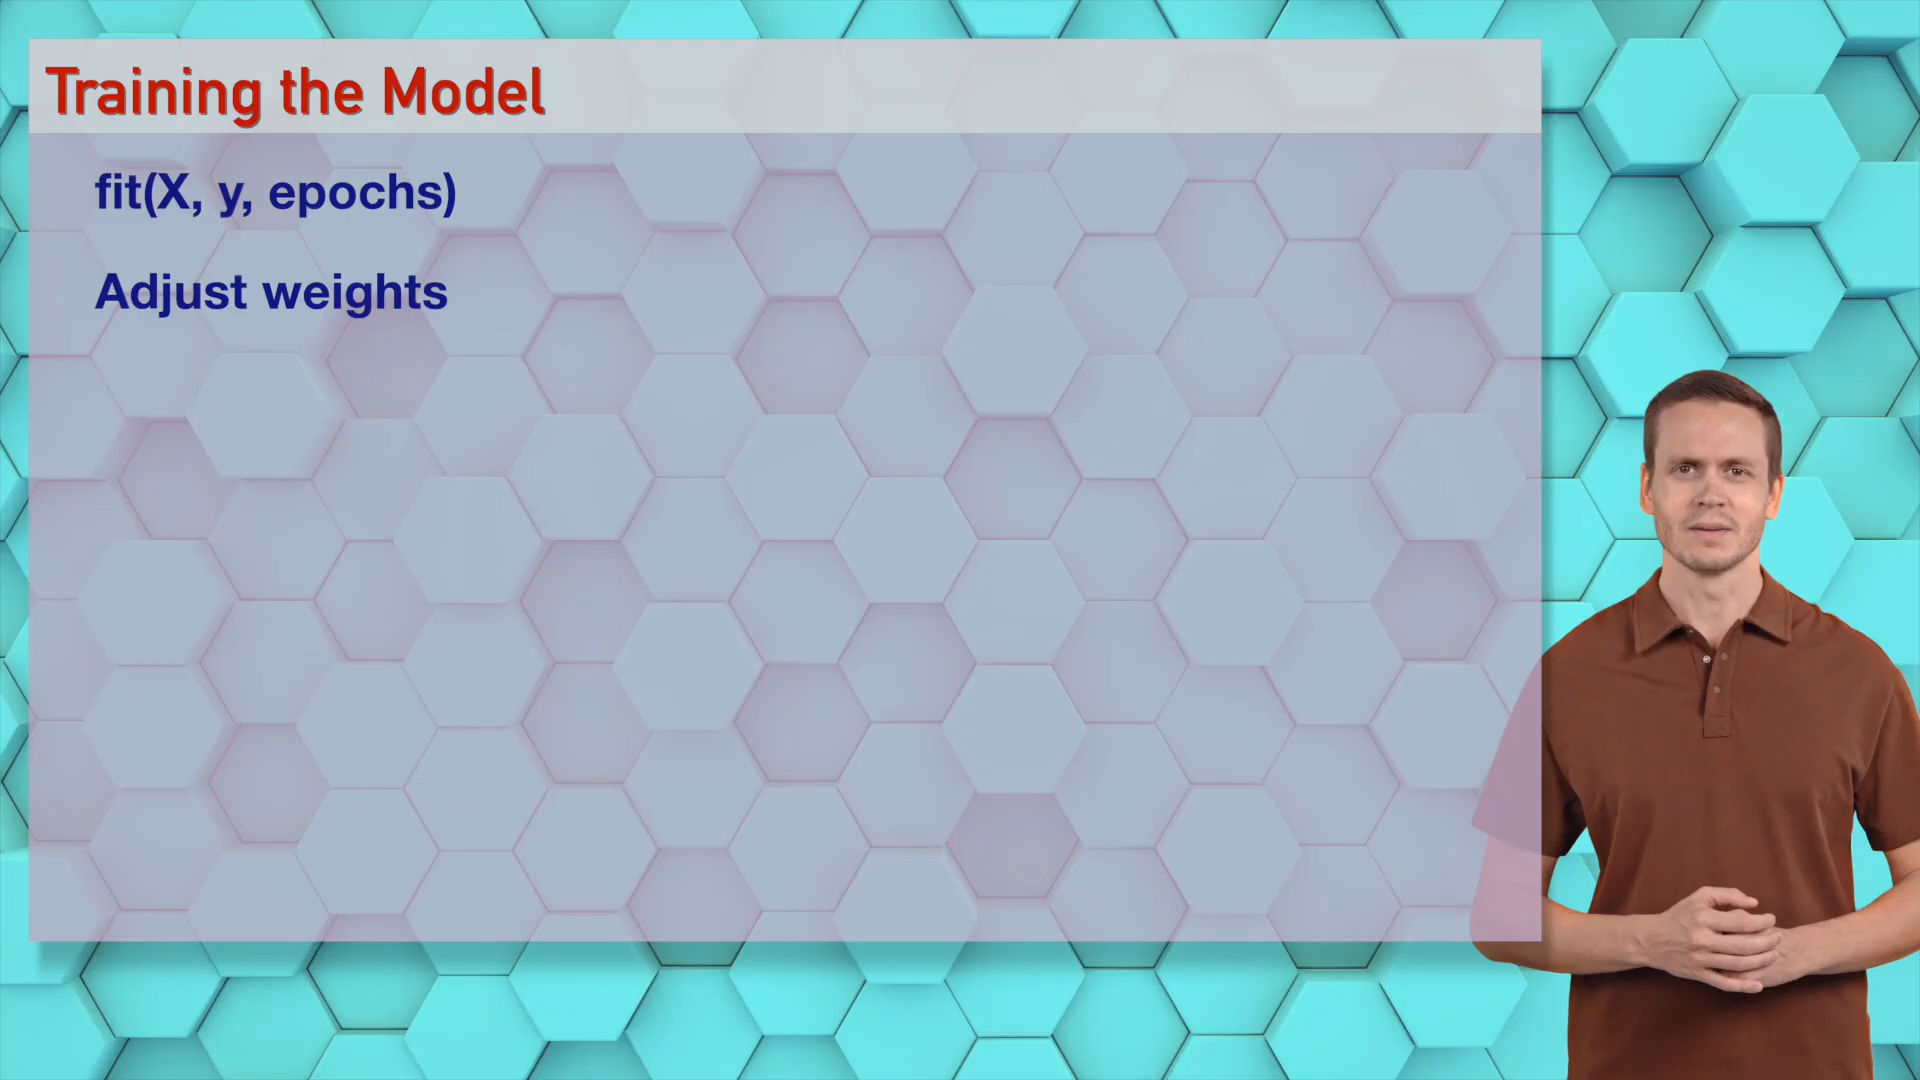 Training the Model
fit(X, y, epochs)
Adjust weights